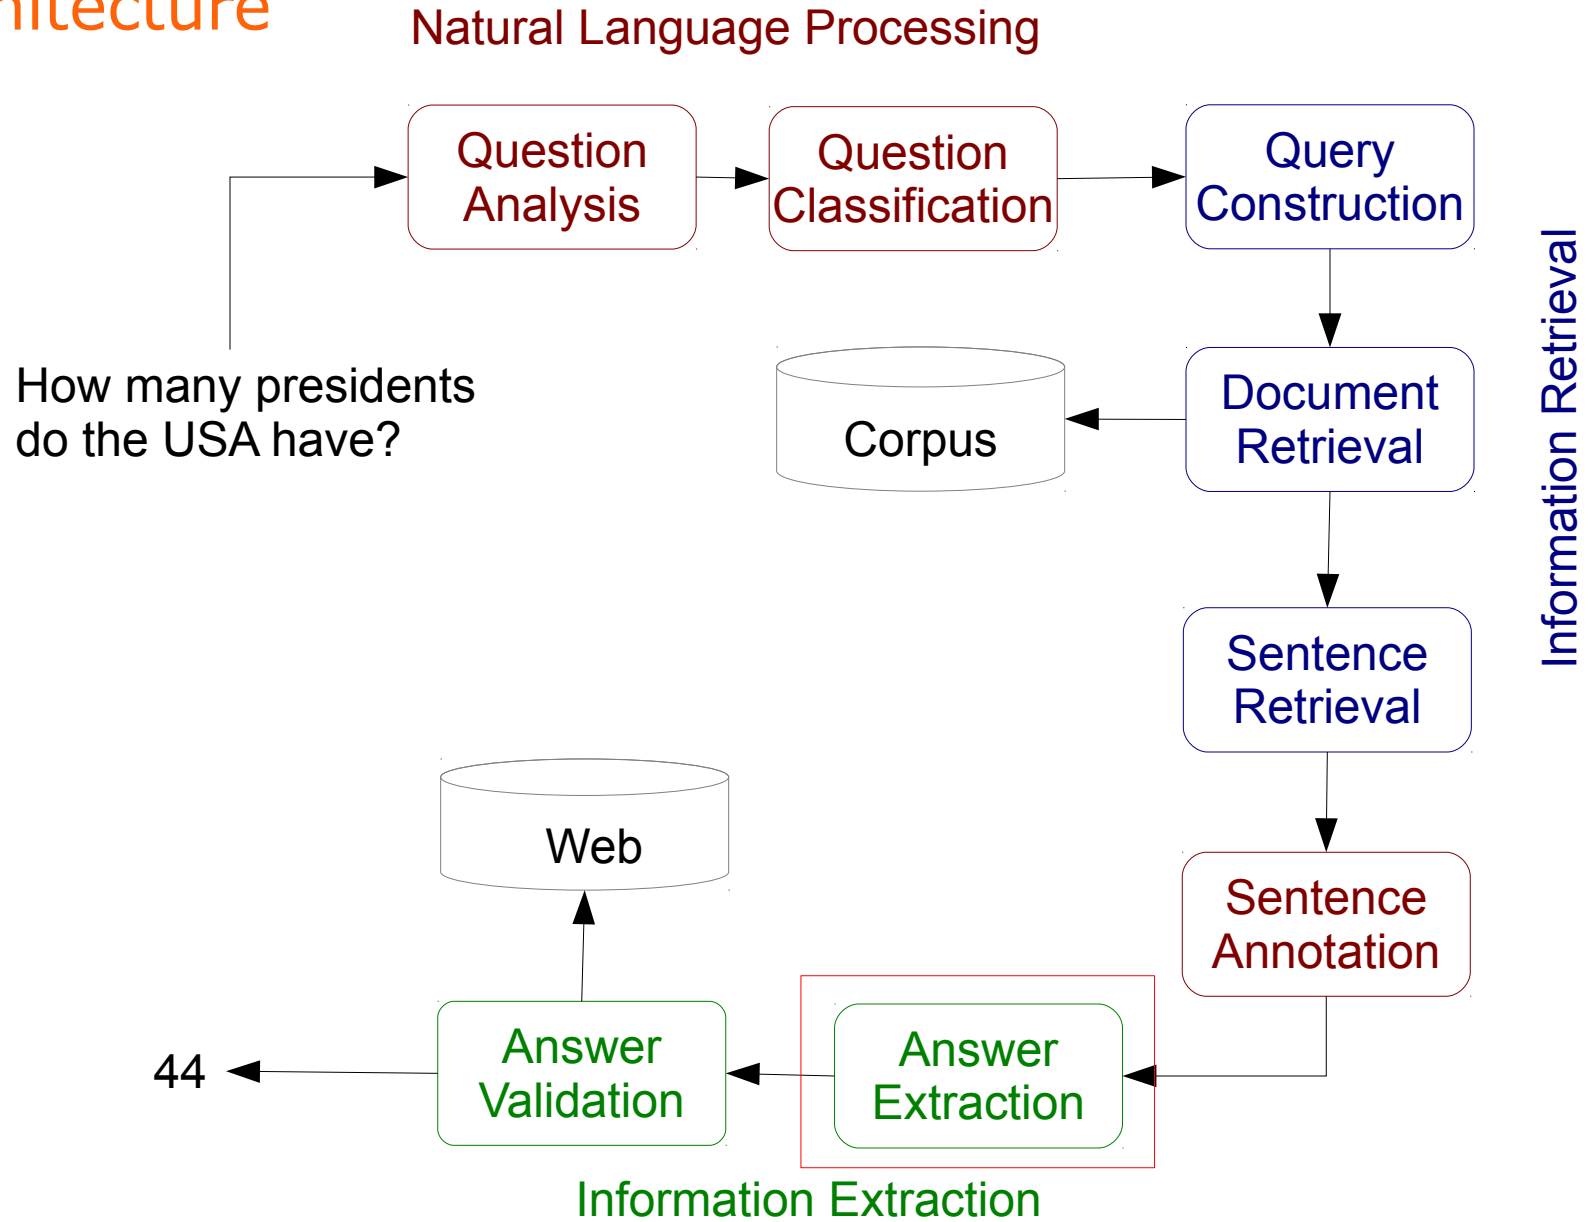 Natural Language Processing
Question
Analysis
Question
Classification
Query
Construction
Information Retrieval
How many presidents
do the USA have?
Corpus
Document
Retrieval
Sentence
Retrieval
Web
Sentence
Annotation
44
Answer
Validation
Answer
Extraction
Information Extraction